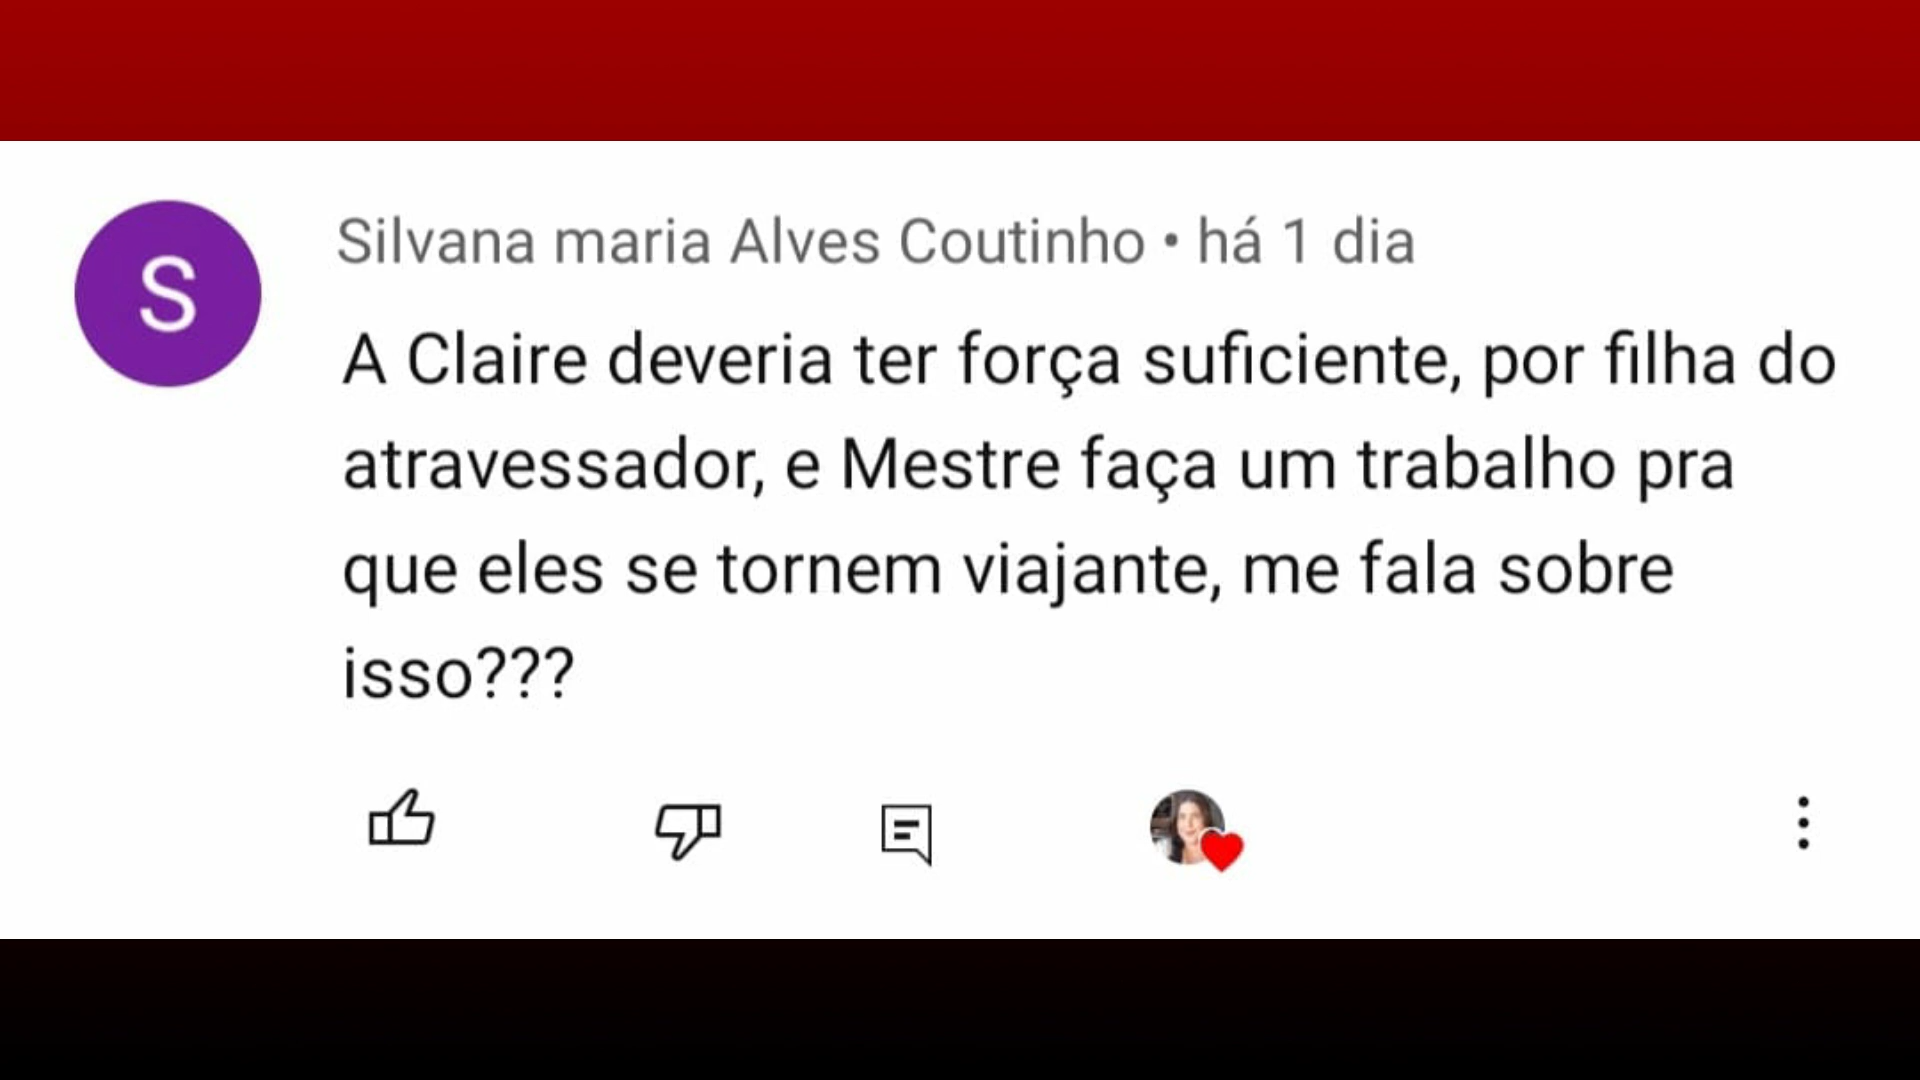 S
Silvana maria Alves Coutinho • há 1 dia
A Claire deveria ter força suficiente, por filha do
atravessador, e Mestre faça um trabalho pra
que eles se tornem viajante, me fala sobre
isso???